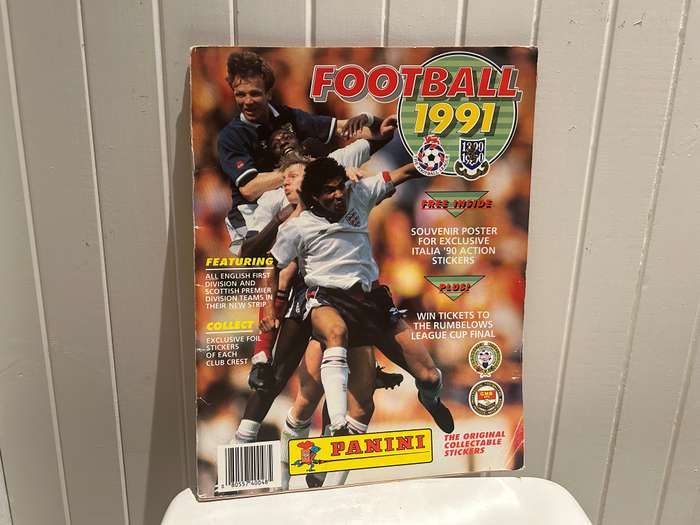 FOOTBALL
1991
1890
1990
FREE INSIDE
SOUVENIR POSTER
FOR EXCLUSIVE
ITALIA '90 ACTION
STICKERS
PLUS!
WIN TICKETS TO
THE RUMBELOWS
LEAGUE CUP FINAL
FEATURING
ALL ENGLISH FIRST
DIVISION AND
SCOTTISH PREMIER
DIVISION TEAMS IN
THEIR NEW STRIP
COLLECT
EXCLUSIVE FOIL
STICKERS
OF EACH
CLUB CREST
PANINI
THE ORIGINAL
COLLECTABLE
STICKERS